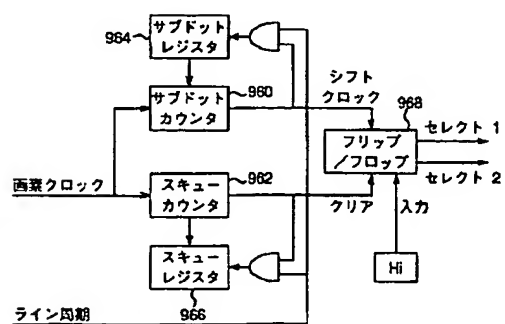 964
サブドット
レジスタ
960
サブドット
カウンタ
シフト
クロック
968
フリップ
/フロップ
セレクト 1
セレクト 2
画素クロック
962
スキュー
カウンタ
クリア
入力
スキュー
レジスタ
966
Hi
ライン周期